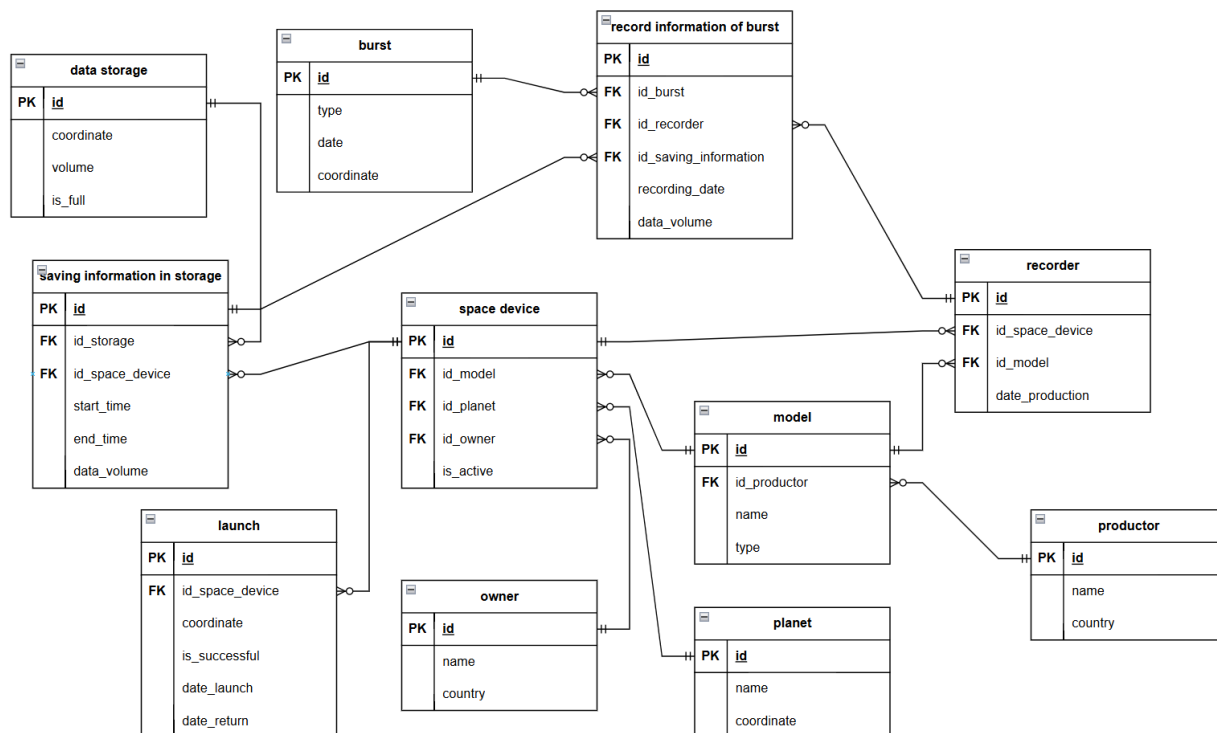 data storage
PK id
coordinate
volume
is_full
burst
PK id
type
date
coordinate
record information of burst
PK id
FK id_burst
FK id_recorder
FK id_saving_information
recording_date
data_volume
saving information in storage
PK id
FK id_storage
FK id_space_device
start_time
end_time
data_volume
space device
PK id
FK id_model
FK id_planet
FK id_owner
is_active
recorder
PK id
FK id_space_device
FK id_model
date_production
model
PK id
FK id_productor
name
type
launch
PK id
FK id_space_device
coordinate
is_successful
date_launch
date_return
owner
PK id
name
country
planet
PK id
name
coordinate
productor
PK id
name
country